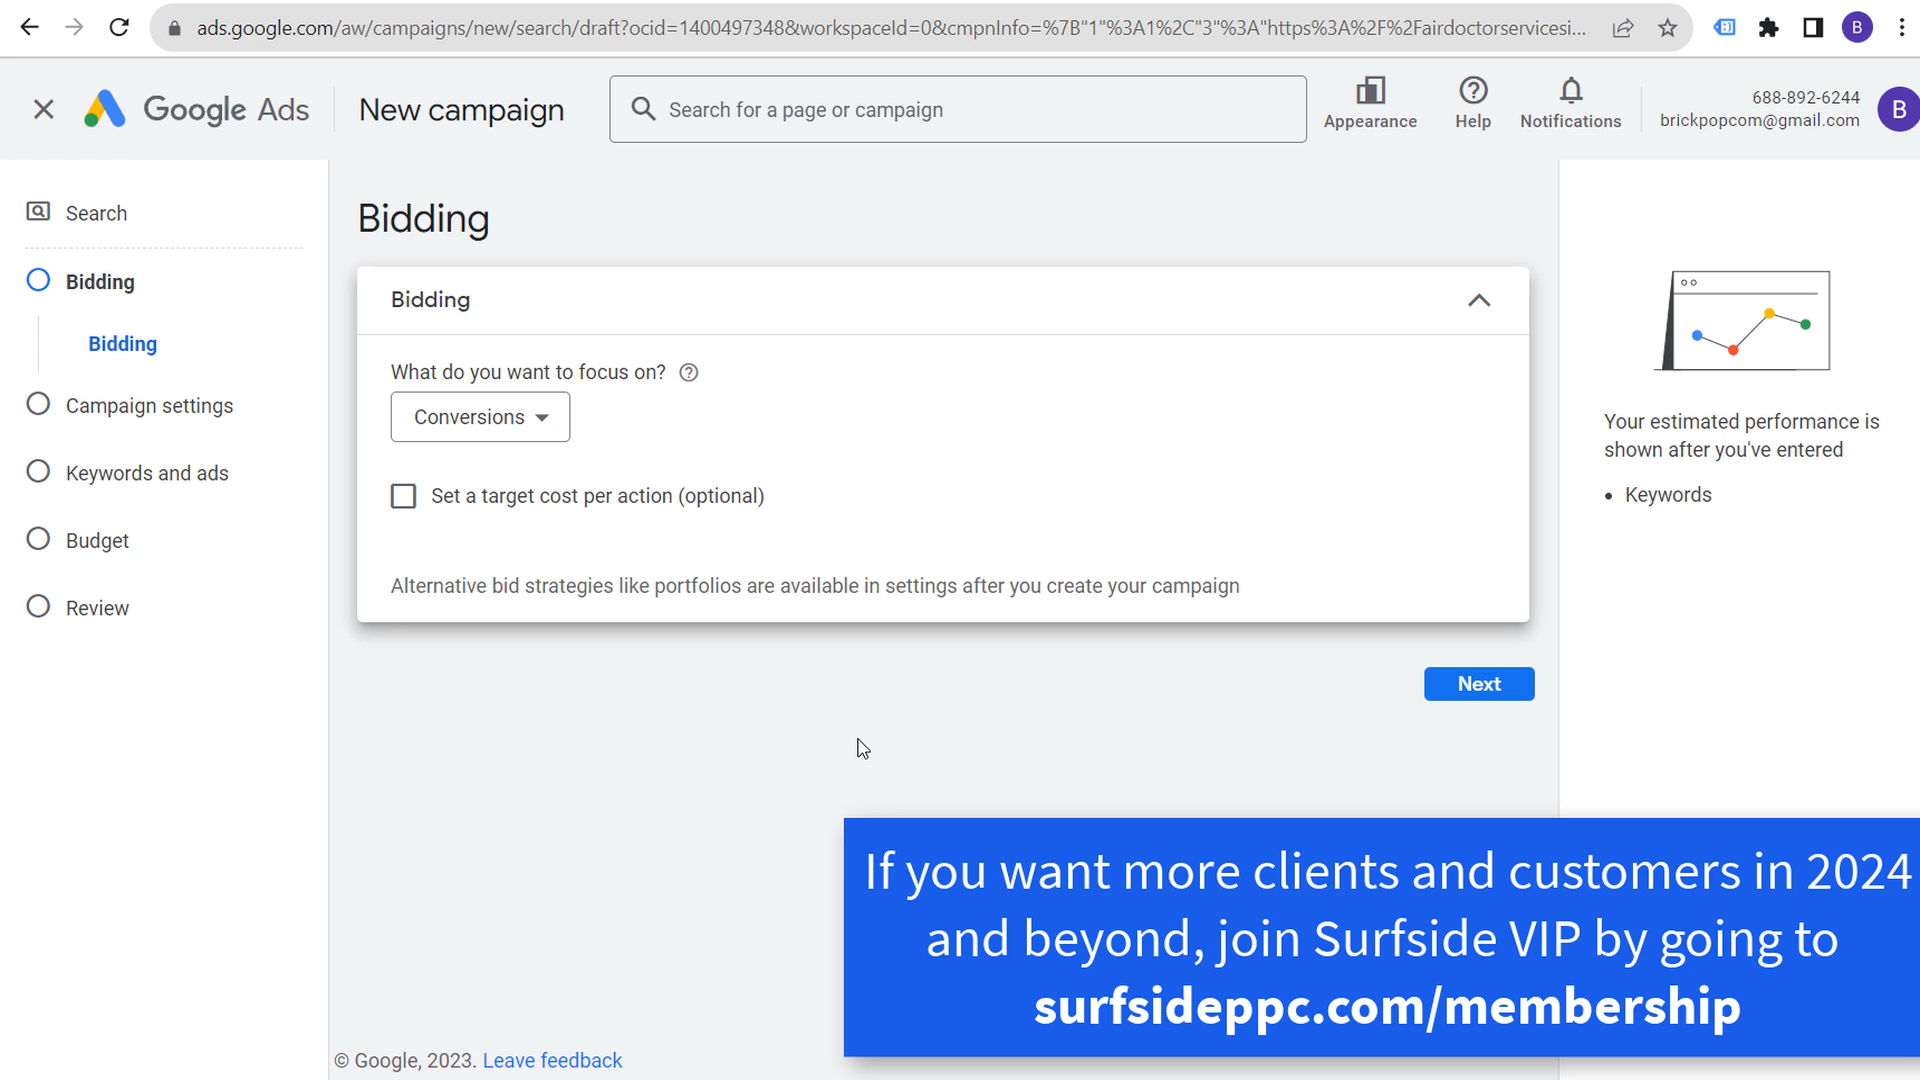 ads.google.com/aw/campaigns/new/search/draft?ocid=1400497348&workspaceId=0&cmpnInfo=%7B"1"%3A1%2C"3"%3A"https%3A%2F%2Fairdoctorservicesi...
B
Google Ads
New campaign
Search for a page or campaign
Appearance
Help
Notifications
688-892-6244
brickpopcom@gmail.com
B
Search
Bidding
Bidding
Campaign settings
Keywords and ads
Budget
Review
Bidding
Bidding
What do you want to focus on?
Conversions
Set a target cost per action (optional)
Alternative bid strategies like portfolios are available in settings after you create your campaign
Next
Your estimated performance is
shown after you've entered
• Keywords
If you want more clients and customers in 2024
and beyond, join Surfside VIP by going to
surfsideppc.com/membership
© Google, 2023. Leave feedback